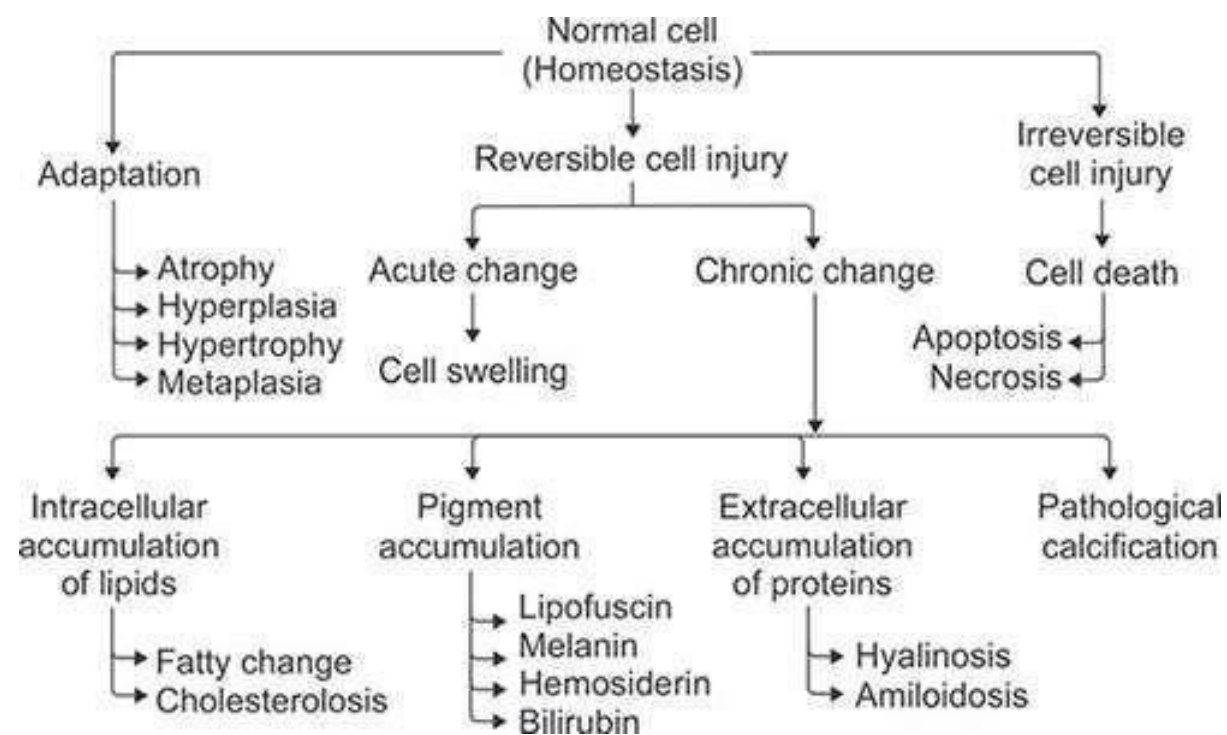 Normal cell
(Homeostasis)
Adaptation
Reversible cell injury
Irreversible
cell injury
Atrophy
Hyperplasia
Hypertrophy
Metaplasia
Acute change
Chronic change
Cell death
Cell swelling
Apoptosis
Necrosis
Intracellular
accumulation
of lipids
Pigment
accumulation
Extracellular
accumulation
of proteins
Pathological
calcification
Fatty change
Cholesterolosis
Lipofuscin
Melanin
Hemosiderin
Bilirubin
Hyalinosis
Amiloidosis